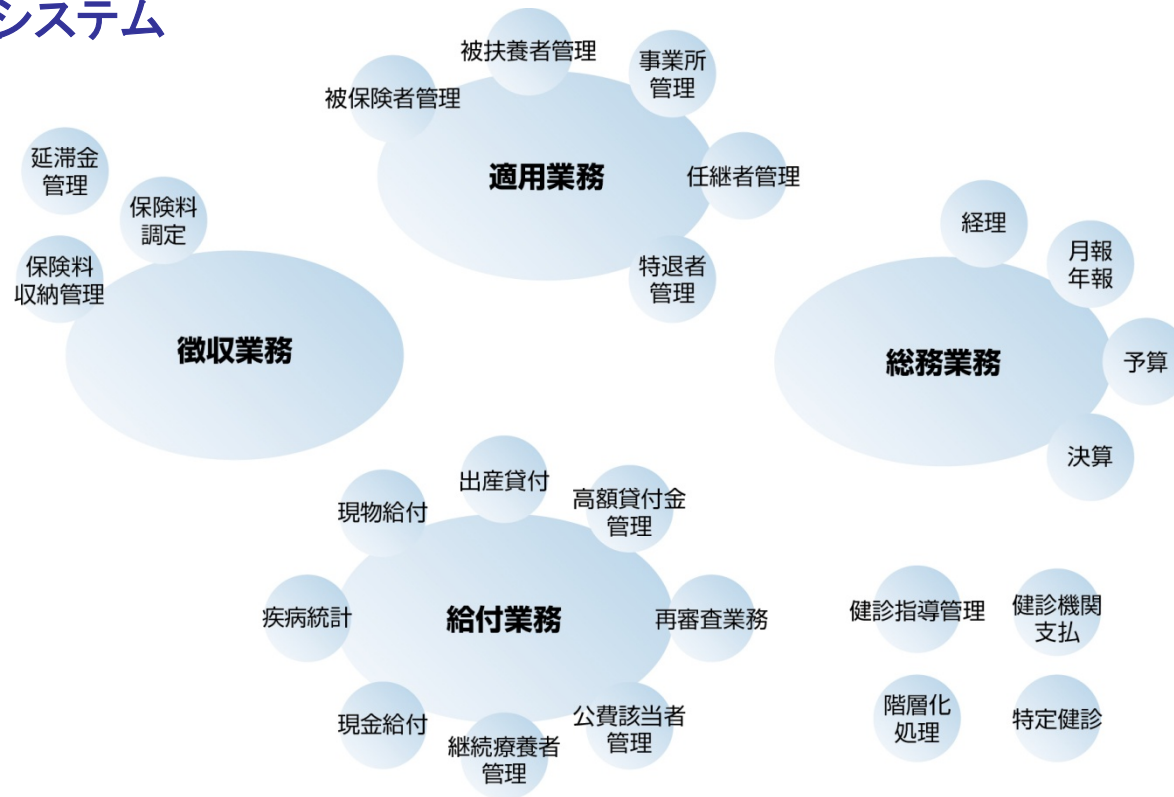 システム
被扶養者管理
事業所
管理
被保険者管理
適用業務
任継者管理
特退者
管理
延滞金
管理
保険料
調定
保険料
収納管理
徴収業務
経理
月報
年報
総務業務
予算
決算
出産貸付
高額貸付金
管理
現物給付
疾病統計
給付業務
再審査業務
現金給付
継続療養者
管理
公費該当者
管理
健診指導管理
健診機関
支払
階層化
処理
特定健診